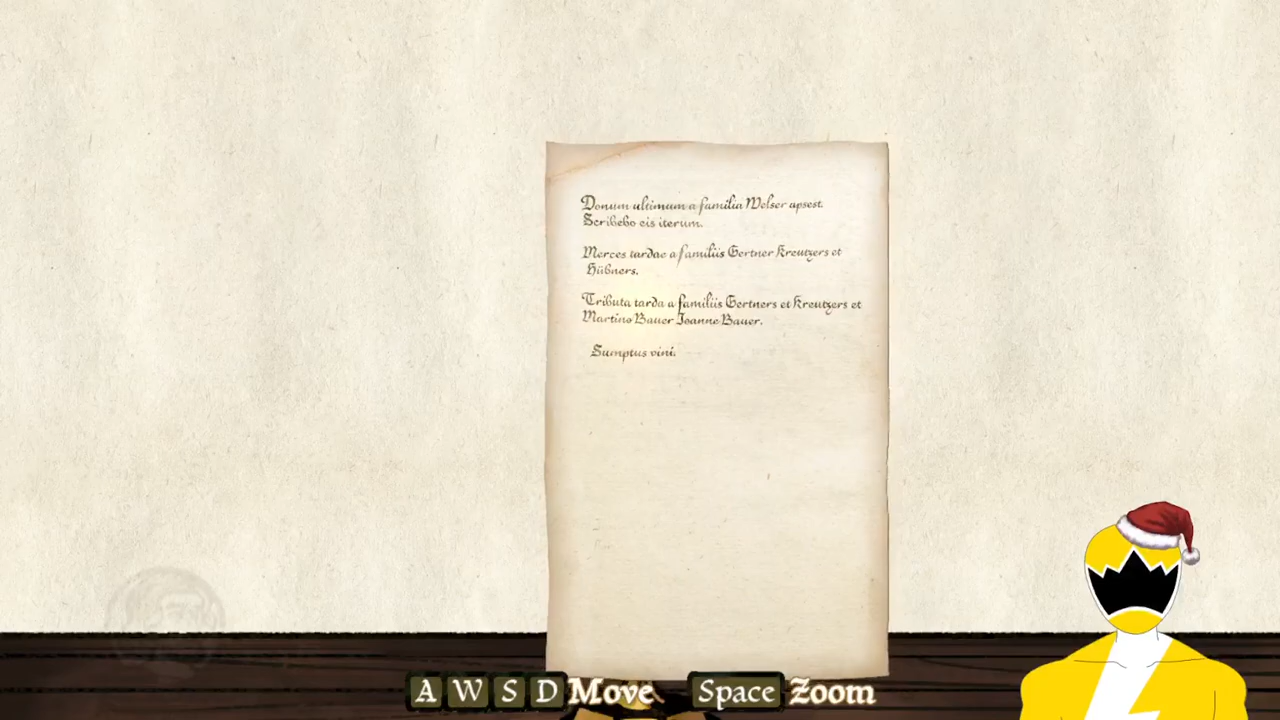 Donum ultimum a familia Welser apsest.
Scribebo eis iterum.
Merces tardae a familiis Gertner Kreutzers et
Hübners.
Tributa tarda a familiis Gertners et Kreutzers et
Martino Bauer Joanne Bauer.
Sumptus vini.
A W S D Move Space Zoom